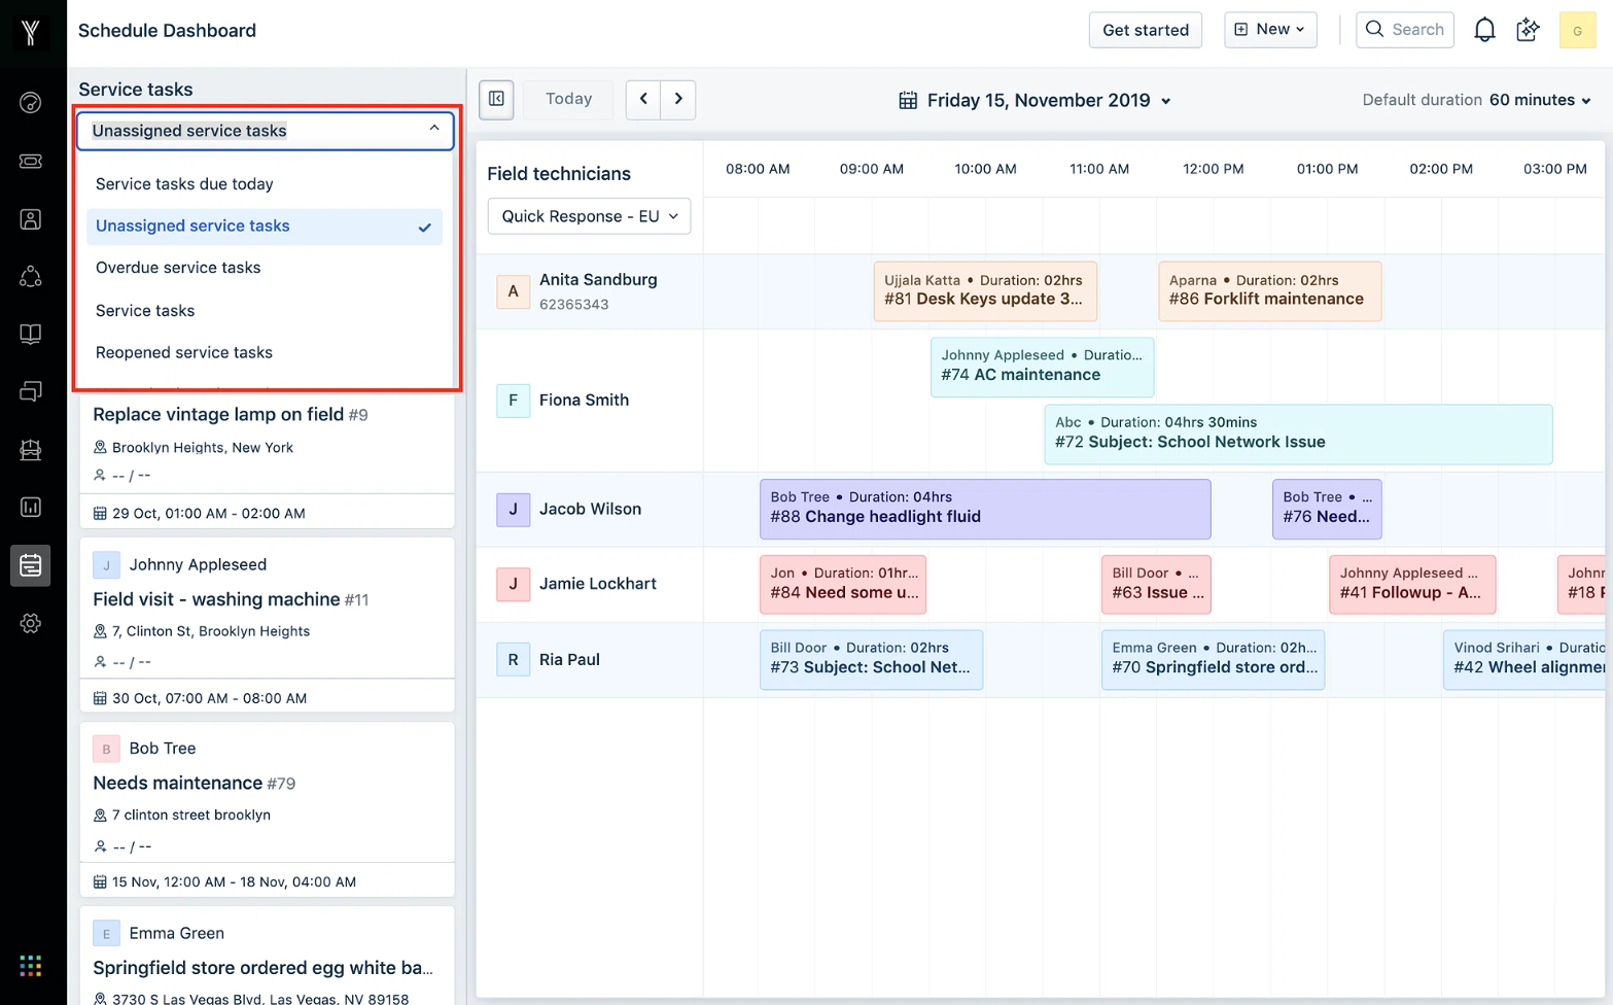 Schedule Dashboard
Get started
New
Search
G
Service tasks
Unassigned service tasks
Service tasks due today
Unassigned service tasks
Overdue service tasks
Service tasks
Reopened service tasks
Replace vintage lamp on field #9
Brooklyn Heights, New York
-- / --
29 Oct, 01:00 AM - 02:00 AM
J Johnny Appleseed
Field visit - washing machine #11
7, Clinton St, Brooklyn Heights
-- / --
30 Oct, 07:00 AM - 08:00 AM
B Bob Tree
Needs maintenance #79
7 clinton street brooklyn
-- / --
15 Nov, 12:00 AM - 18 Nov, 04:00 AM
E Emma Green
Springfield store ordered egg white ba...
3730 S Las Vegas Blvd, Las Vegas, NV 89158
Today
Friday 15, November 2019
Default duration 60 minutes
Field technicians
Quick Response - EU
08:00 AM 09:00 AM 10:00 AM 11:00 AM 12:00 PM 01:00 PM 02:00 PM 03:00 PM
A Anita Sandburg
62365343
Ujjala Katta • Duration: 02hrs
#81 Desk Keys update 3...
Aparna • Duration: 02hrs
#86 Forklift maintenance
F Fiona Smith
Johnny Appleseed • Duratio...
#74 AC maintenance
Abc • Duration: 04hrs 30mins
#72 Subject: School Network Issue
J Jacob Wilson
Bob Tree • Duration: 04hrs
#88 Change headlight fluid
Bob Tree • ...
#76 Need...
J Jamie Lockhart
Jon • Duration: 01hr...
#84 Need some u...
Bill Door • ...
#63 Issue ...
Johnny Appleseed ...
#41 Followup - A...
John
#18
R Ria Paul
Bill Door • Duration: 02hrs
#73 Subject: School Net...
Emma Green • Duration: 02h...
#70 Springfield store ord...
Vinod Srihari • Duratio
#42 Wheel alignme